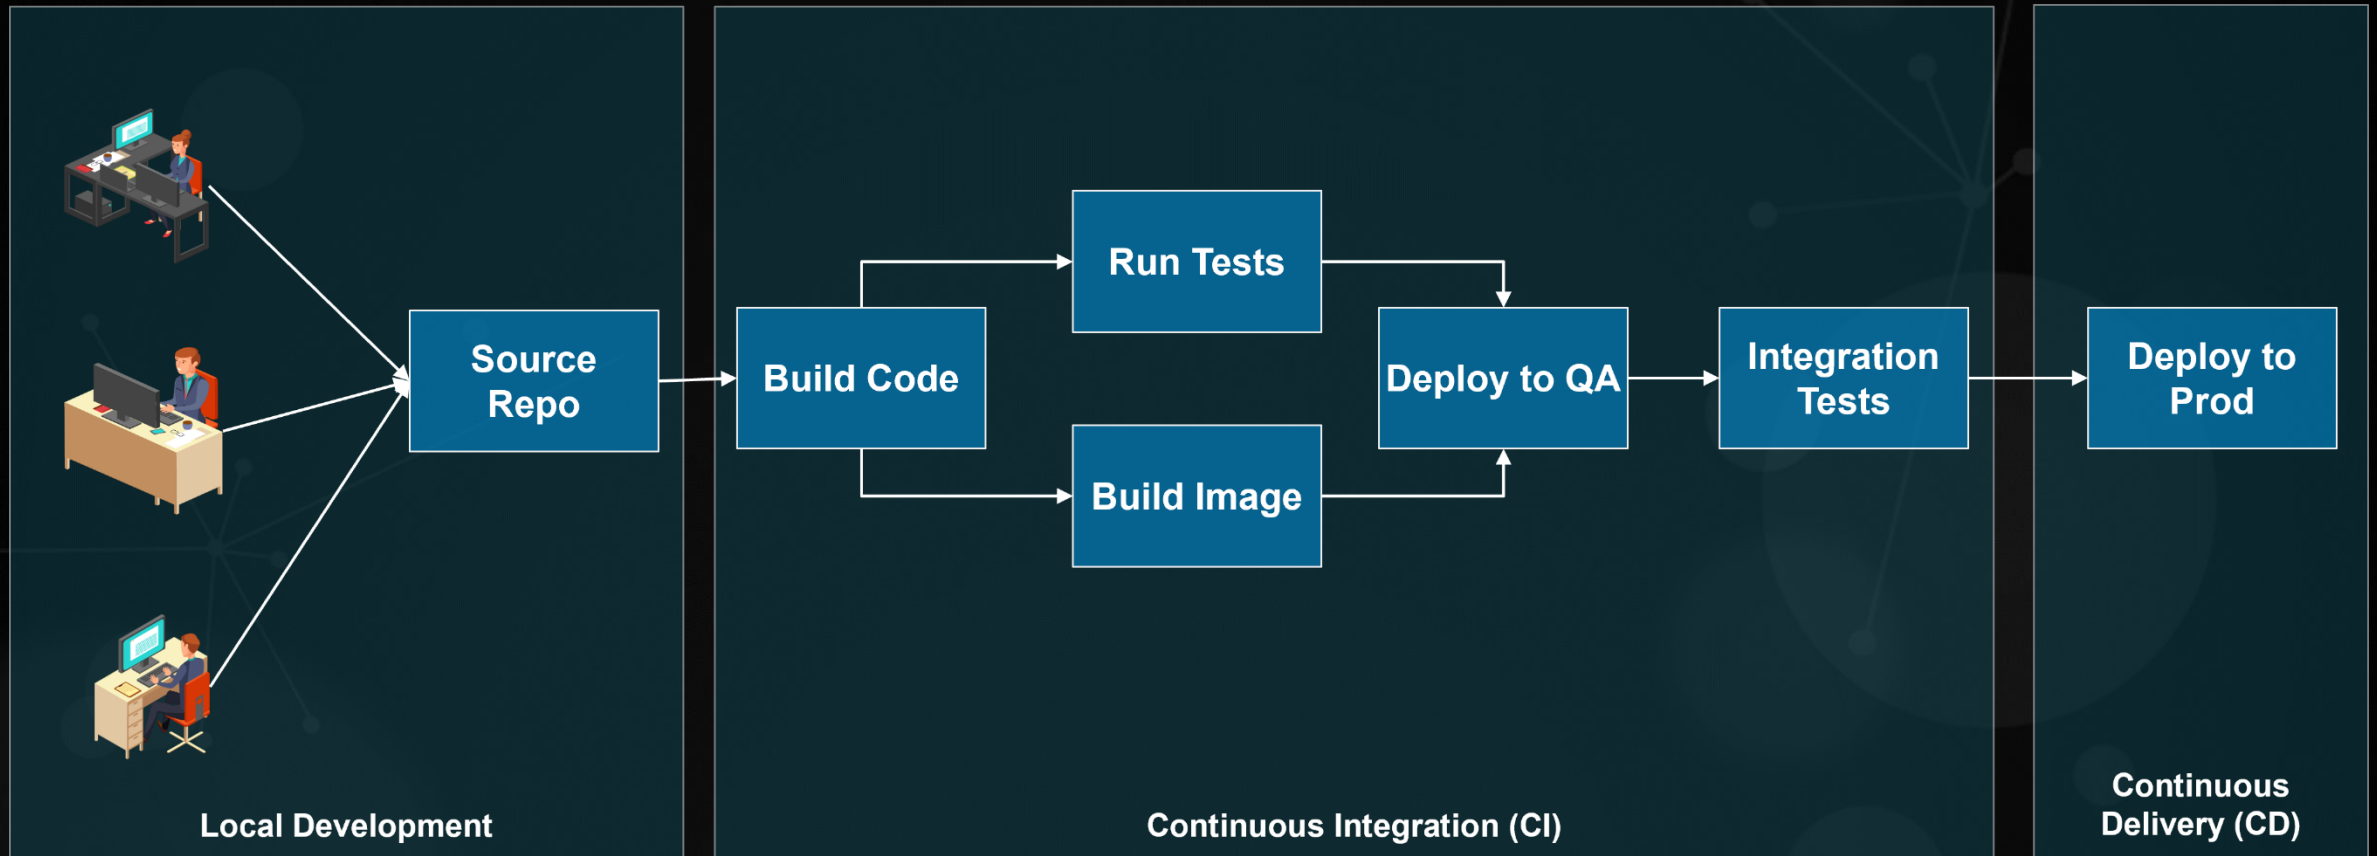 Source
Repo
Build Code
Run Tests
Build Image
Deploy to QA
Integration
Tests
Deploy to
Prod
Local Development
Continuous Integration (CI)
Continuous
Delivery (CD)